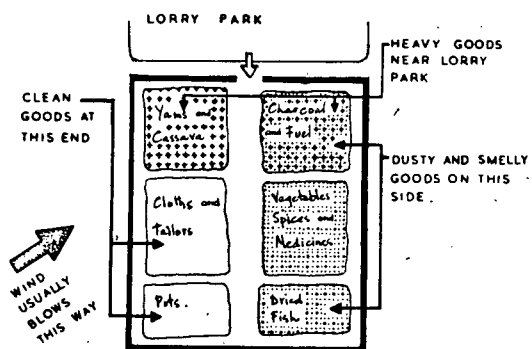 LORRY PARK
HEAVY GOODS
NEAR LORRY
PARK
CLEAN
GOODS AT
THIS END
Yams and
Cassava
Charcoal
and Fuel
DUSTY AND SMELLY
GOODS ON THIS
SIDE.
Cloths and
tailors
Vegetables
Spices and
Medicines
WIND
USUALLY
BLOWS
THIS WAY
Pots.
Dried
Fish